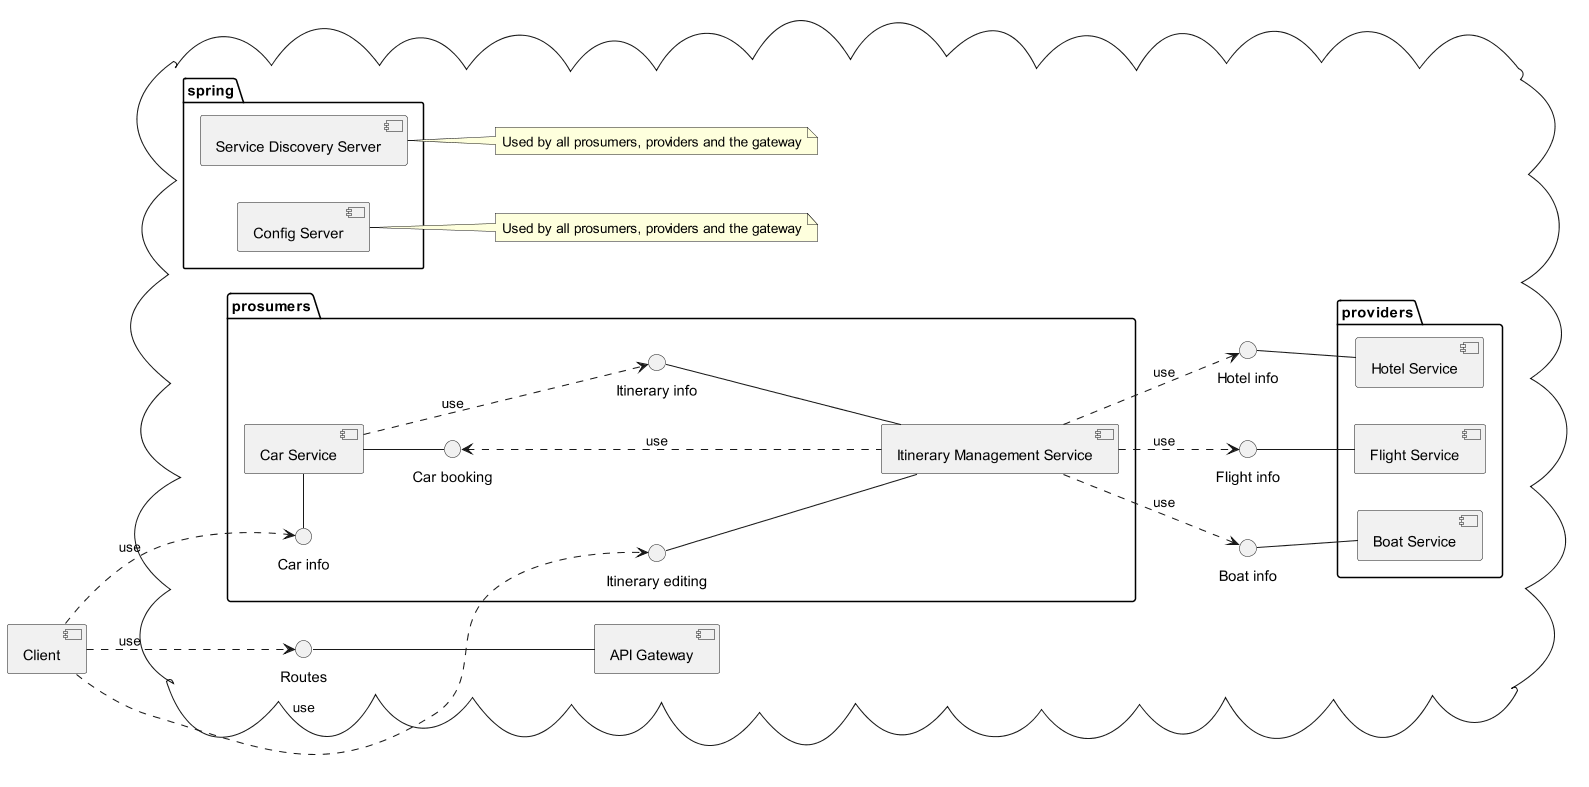 spring
Service Discovery Server
Used by all prosumers, providers and the gateway
Config Server
Used by all prosumers, providers and the gateway
prosumers
providers
Itinerary info
use
Car Service
use
Car booking
Itinerary Management Service
Car info
Itinerary editing
use
Hotel info
Hotel Service
use
Flight info
Flight Service
use
Boat info
Boat Service
use
Client
use
Routes
API Gateway
use